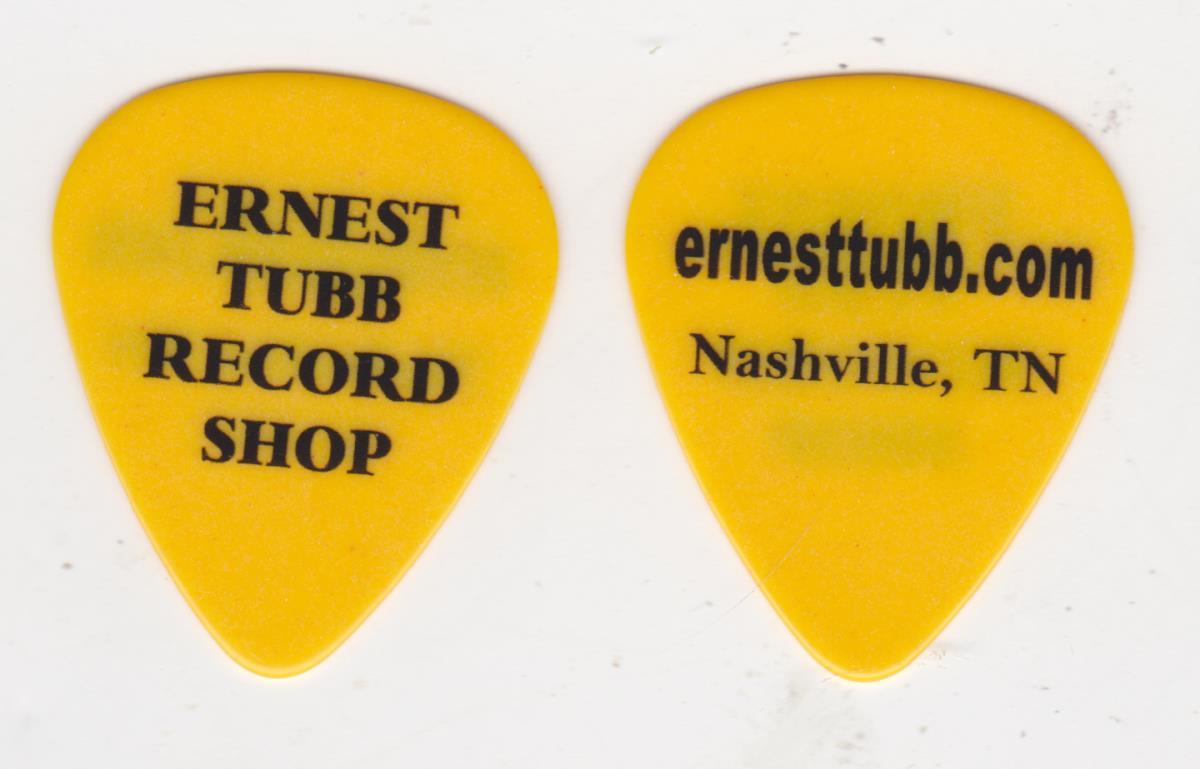 ERNEST
TUBB
RECORD
SHOP
ernesttubb.com
Nashville, TN